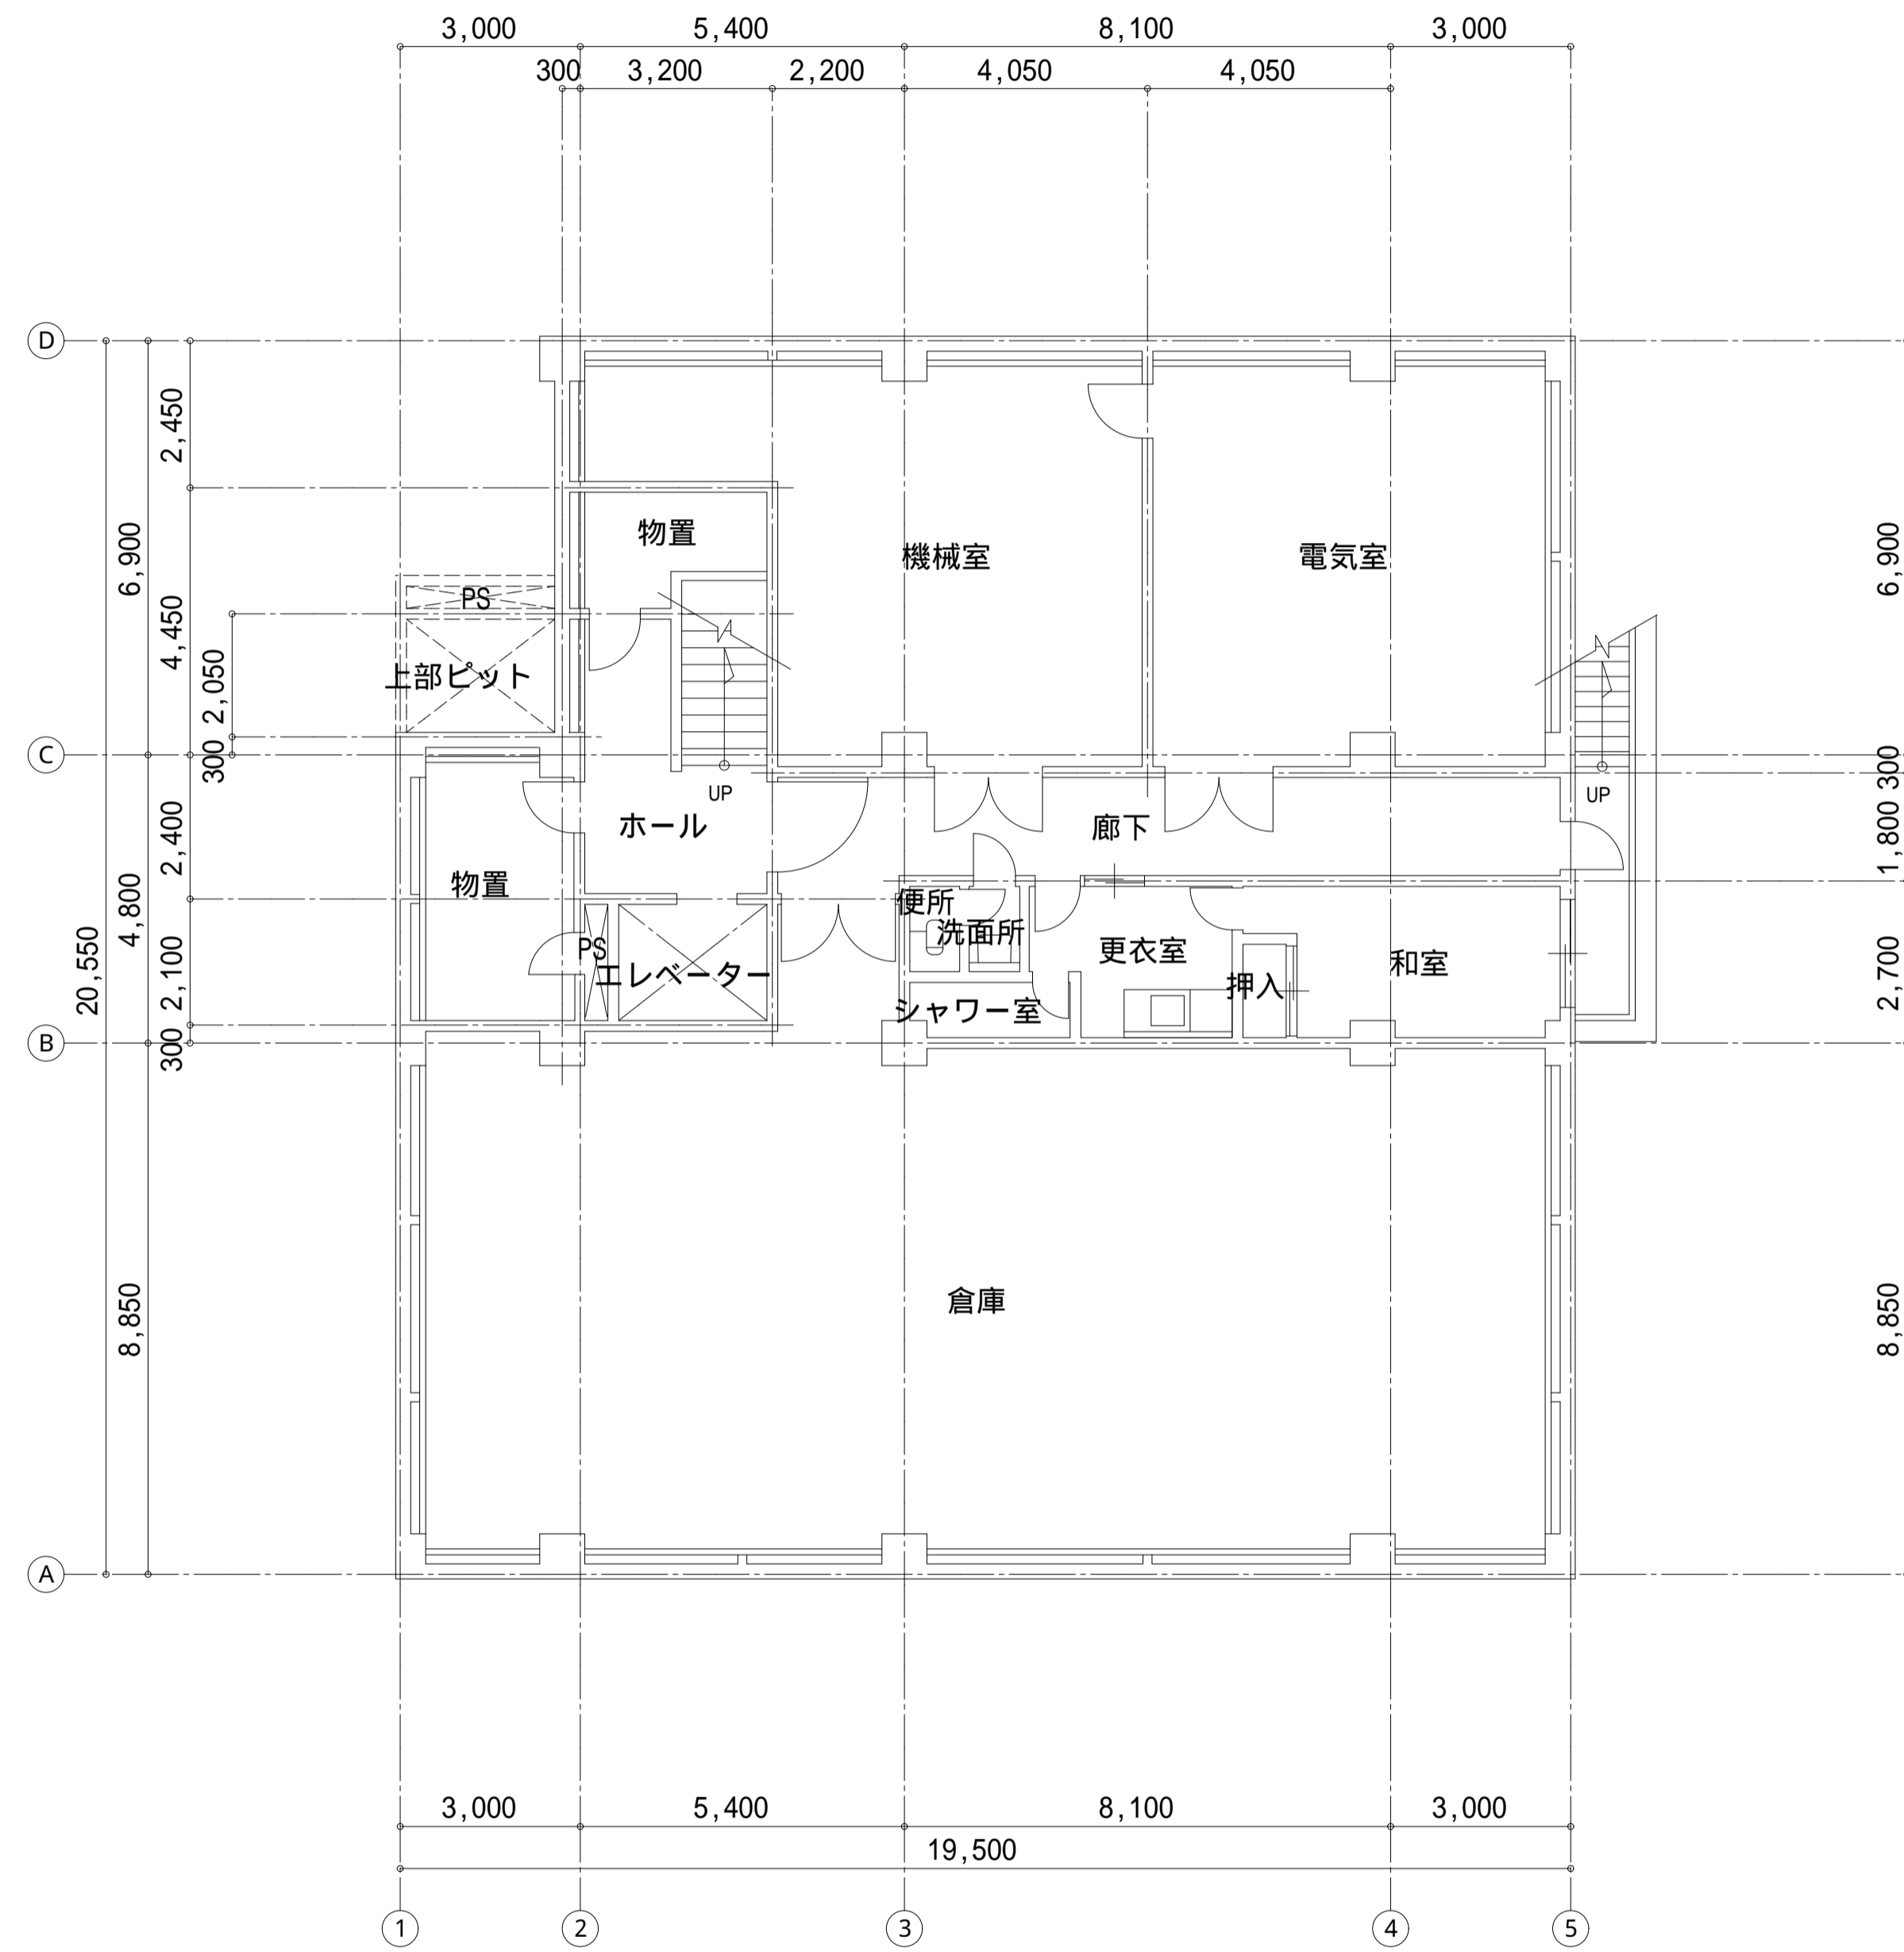 3,000 5,400 8,100 3,000
300 3,200 2,200 4,050 4,050
D
2,450
6,900
物置
機械室
電気室
6,900
PS
4,450
上部ピット
2,050
C
300
UP
UP
300
ホール
廊下
2,400
1,800
物置
便所
4,800
洗面所
PS
更衣室
和室
20,550
エレベーター
押入
2,100
2,700
シャワー室
B
300
倉庫
8,850
8,850
A
3,000 5,400 8,100 3,000
19,500
1 2 3 4 5